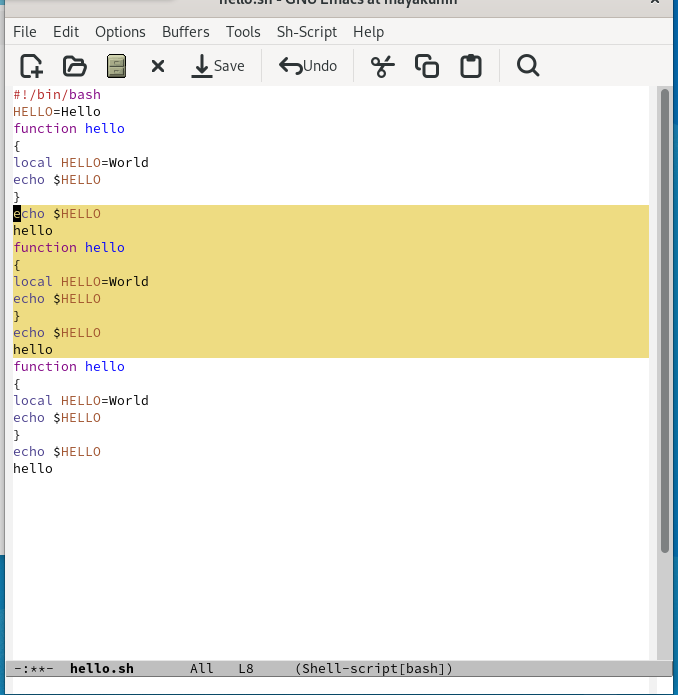 hello.sh - GNU Emacs at mayakumin
File Edit Options Buffers Tools Sh-Script Help
Save Undo
#!/bin/bash
HELLO=Hello
function hello
{
local HELLO=World
echo $HELLO
}
echo $HELLO
hello
function hello
{
local HELLO=World
echo $HELLO
}
echo $HELLO
hello
function hello
{
local HELLO=World
echo $HELLO
}
echo $HELLO
hello
-:**- hello.sh All L8 (Shell-script[bash])